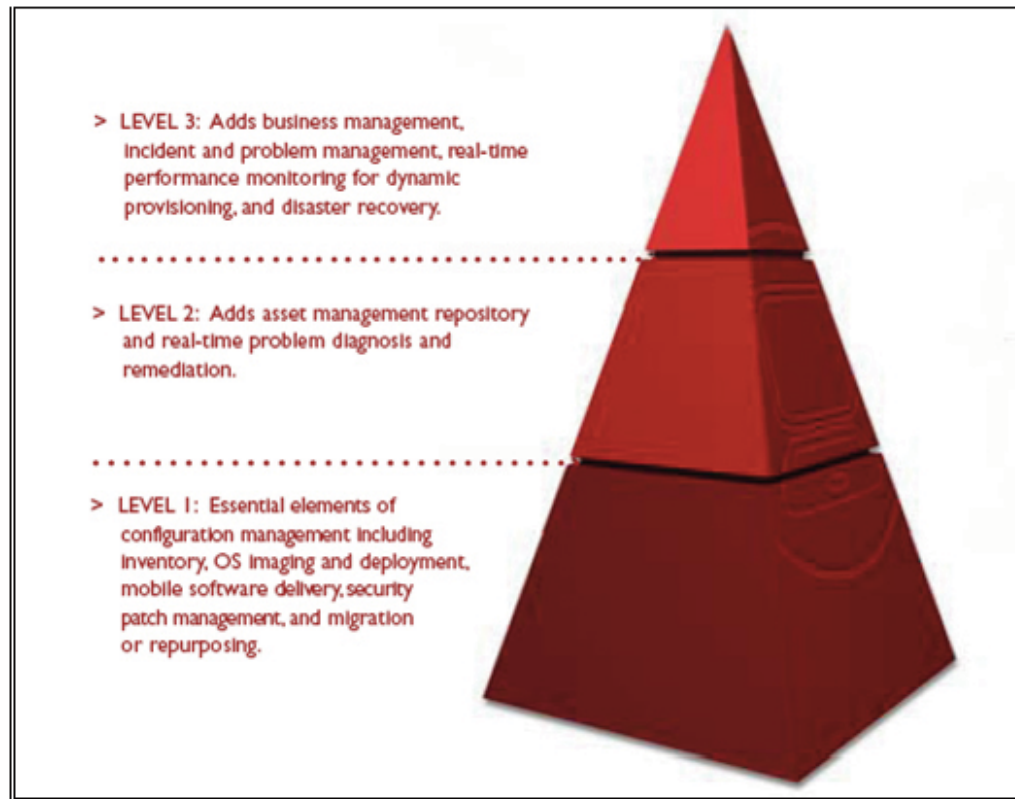 > LEVEL 3: Adds business management,
incident and problem management, real-time
performance monitoring for dynamic
provisioning, and disaster recovery.
> LEVEL 2: Adds asset management repository
and real-time problem diagnosis and
remediation.
> LEVEL 1: Essential elements of
configuration management including
inventory, OS imaging and deployment,
mobile software delivery, security
patch management, and migration
or repurposing.